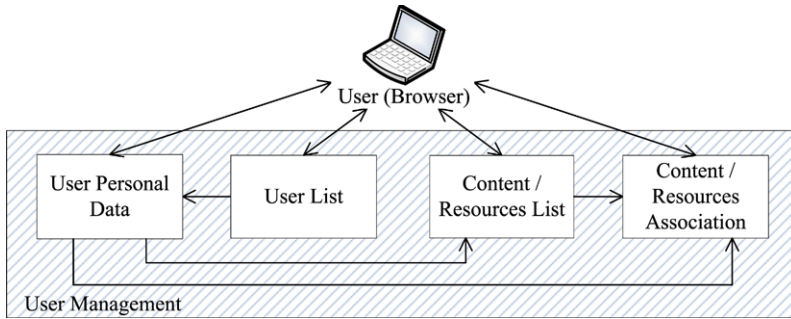 User (Browser)
User Personal
Data
User List
Content /
Resources List
Content /
Resources
Association
User Management